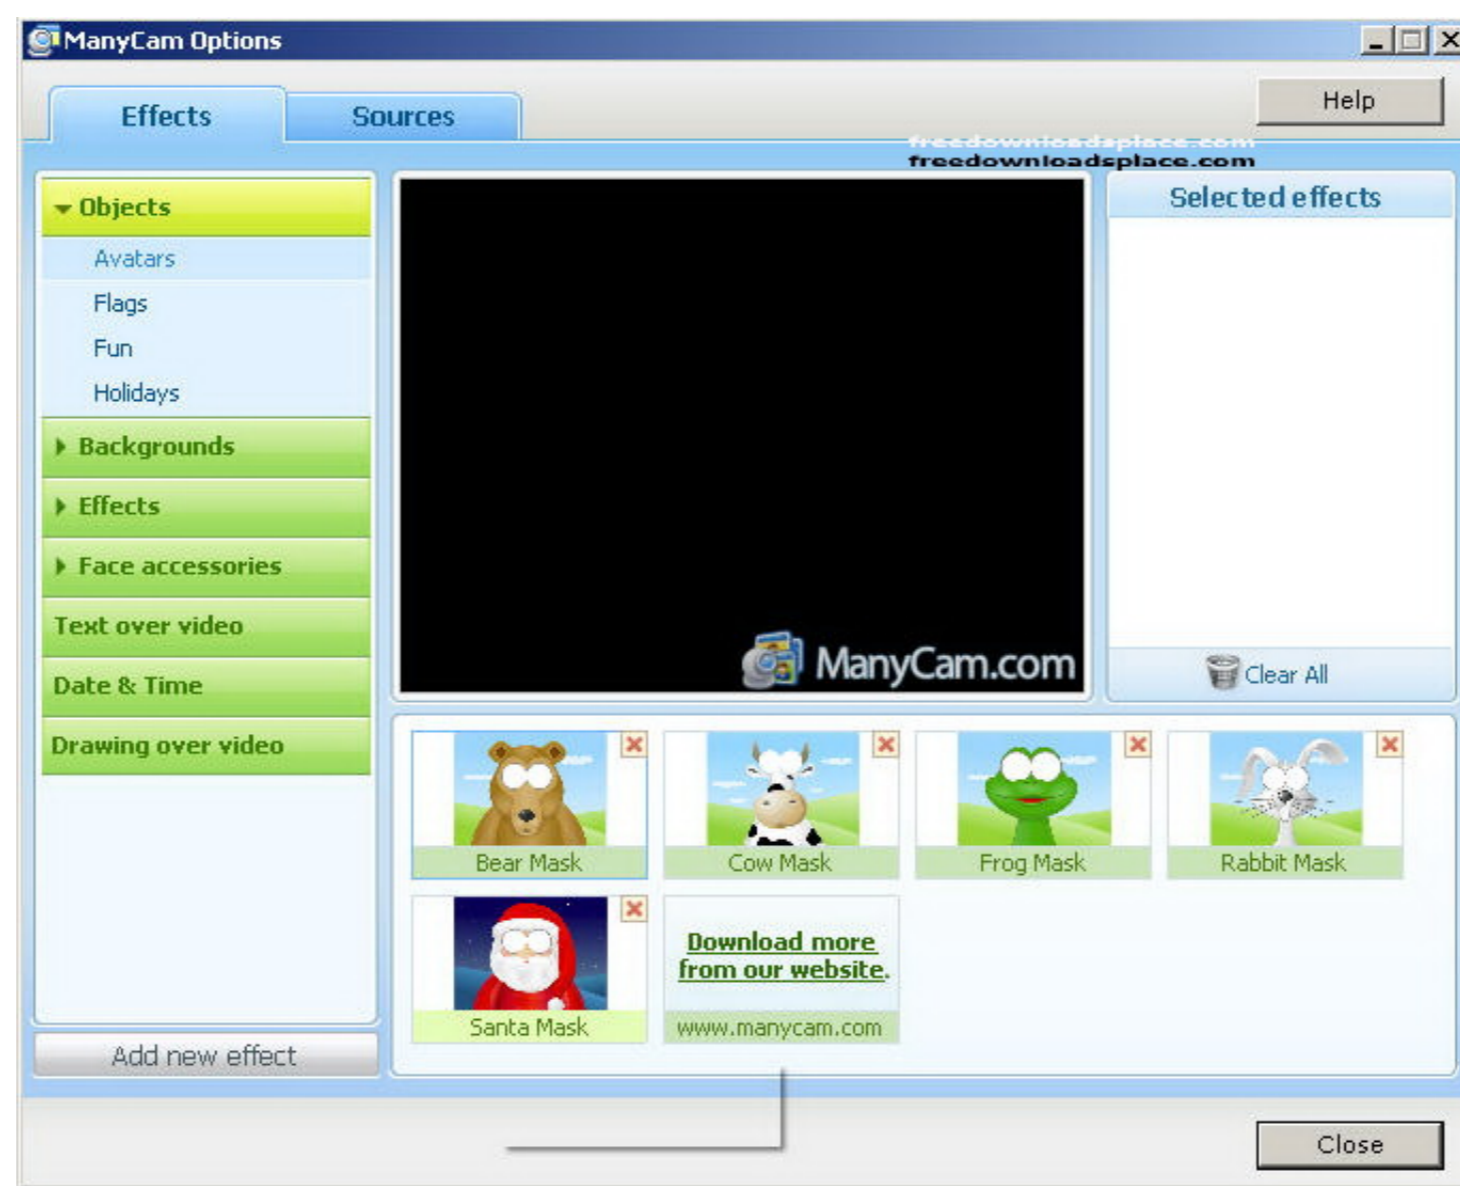 ManyCam Options
Help
Effects
Sources
freedownloadsplace.com
freedownloadsplace.com
Objects
Avatars
Flags
Fun
Holidays
Backgrounds
Effects
Face accessories
Text over video
Date & Time
Drawing over video
Add new effect
ManyCam.com
Selected effects
Clear All
Bear Mask
Cow Mask
Frog Mask
Rabbit Mask
Santa Mask
Download more
from our website.
www.manycam.com
Close